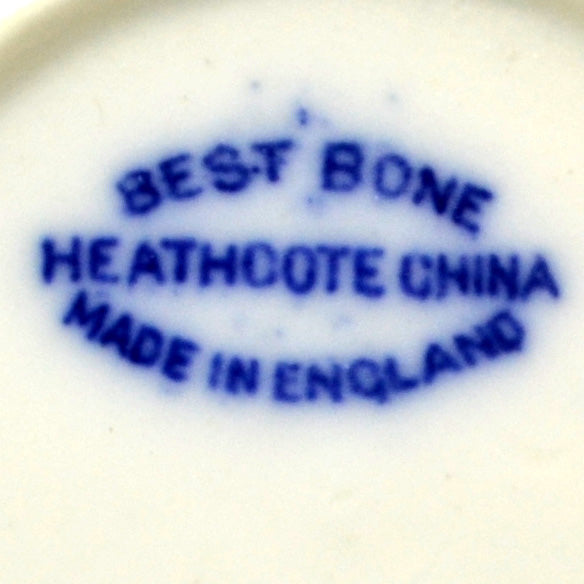 BEST BONE
HEATHCOTE CHINA
MADE IN ENGLAND